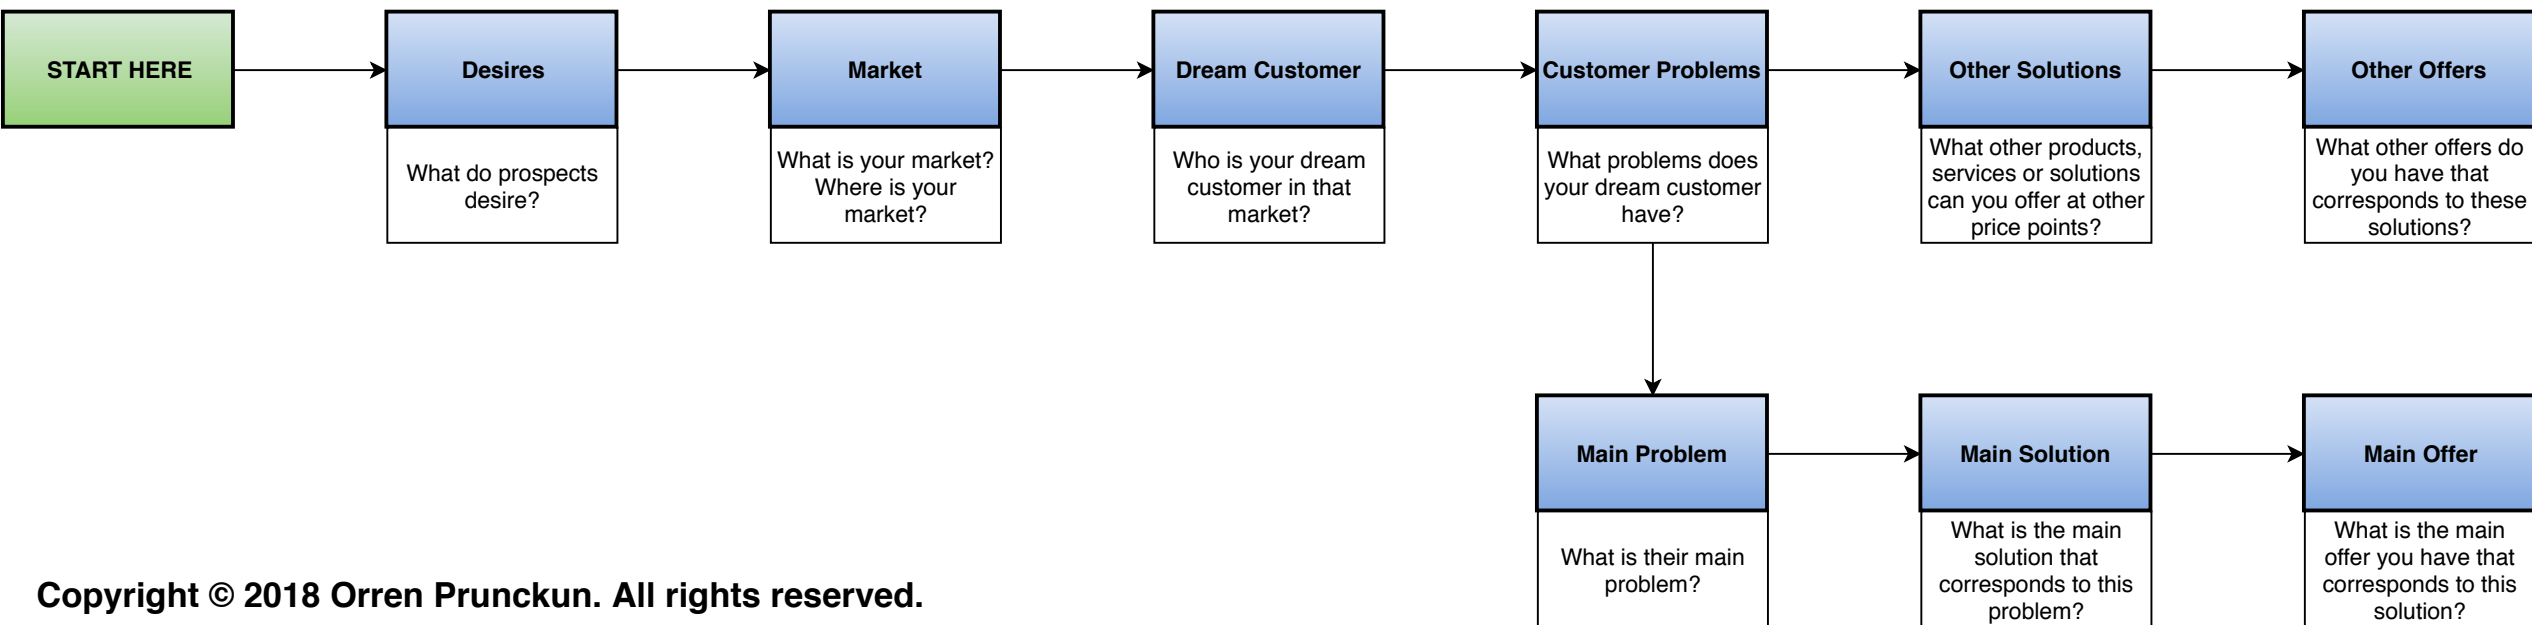 START HERE
Desires
What do prospects
desire?
Market
What is your market?
Where is your
market?
Dream Customer
Who is your dream
customer in that
market?
Customer Problems
What problems does
your dream customer
have?
Other Solutions
What other products,
services or solutions
can you offer at other
price points?
Other Offers
What other offers do
you have that
corresponds to these
solutions?
Main Problem
What is their main
problem?
Main Solution
What is the main
solution that
corresponds to this
problem?
Main Offer
What is the main
offer you have that
corresponds to this
solution?
Copyright © 2018 Orren Prunckun. All rights reserved.